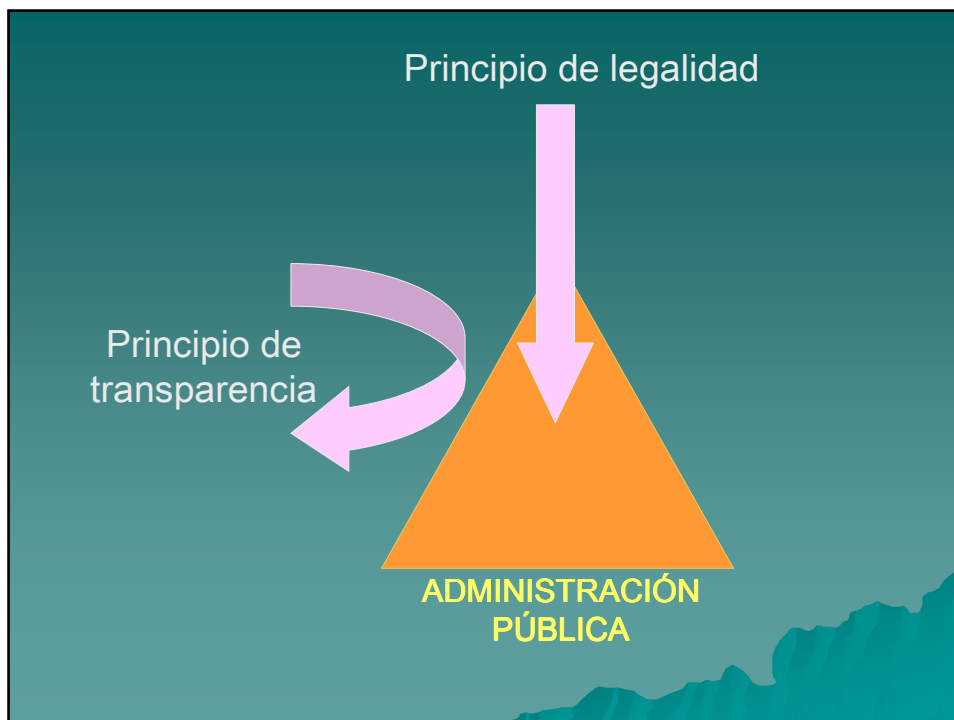 Principio de legalidad
Principio de
transparencia
ADMINISTRACIÓN
PÚBLICA